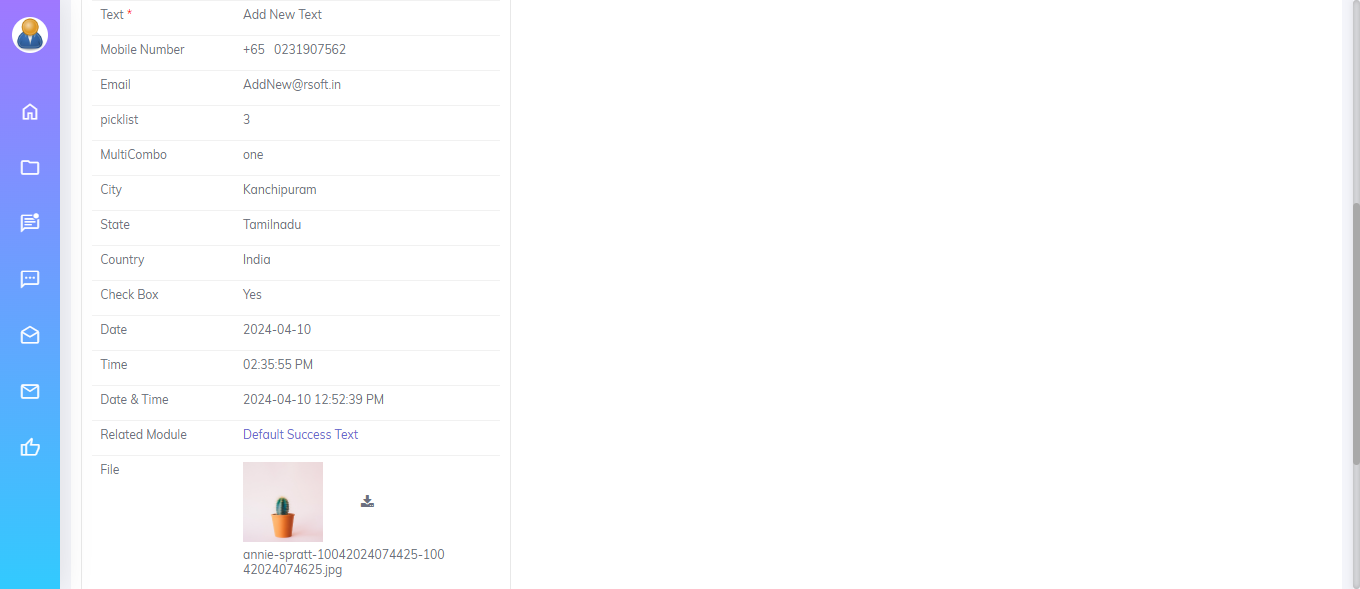 Text * Add New Text
Mobile Number +65 0231907562
Email AddNew@rsoft.in
picklist 3
MultiCombo one
City Kanchipuram
State Tamilnadu
Country India
Check Box Yes
Date 2024-04-10
Time 02:35:55 PM
Date & Time 2024-04-10 12:52:39 PM
Related Module Default Success Text
File
annie-spratt-10042024074425-100
42024074625.jpg